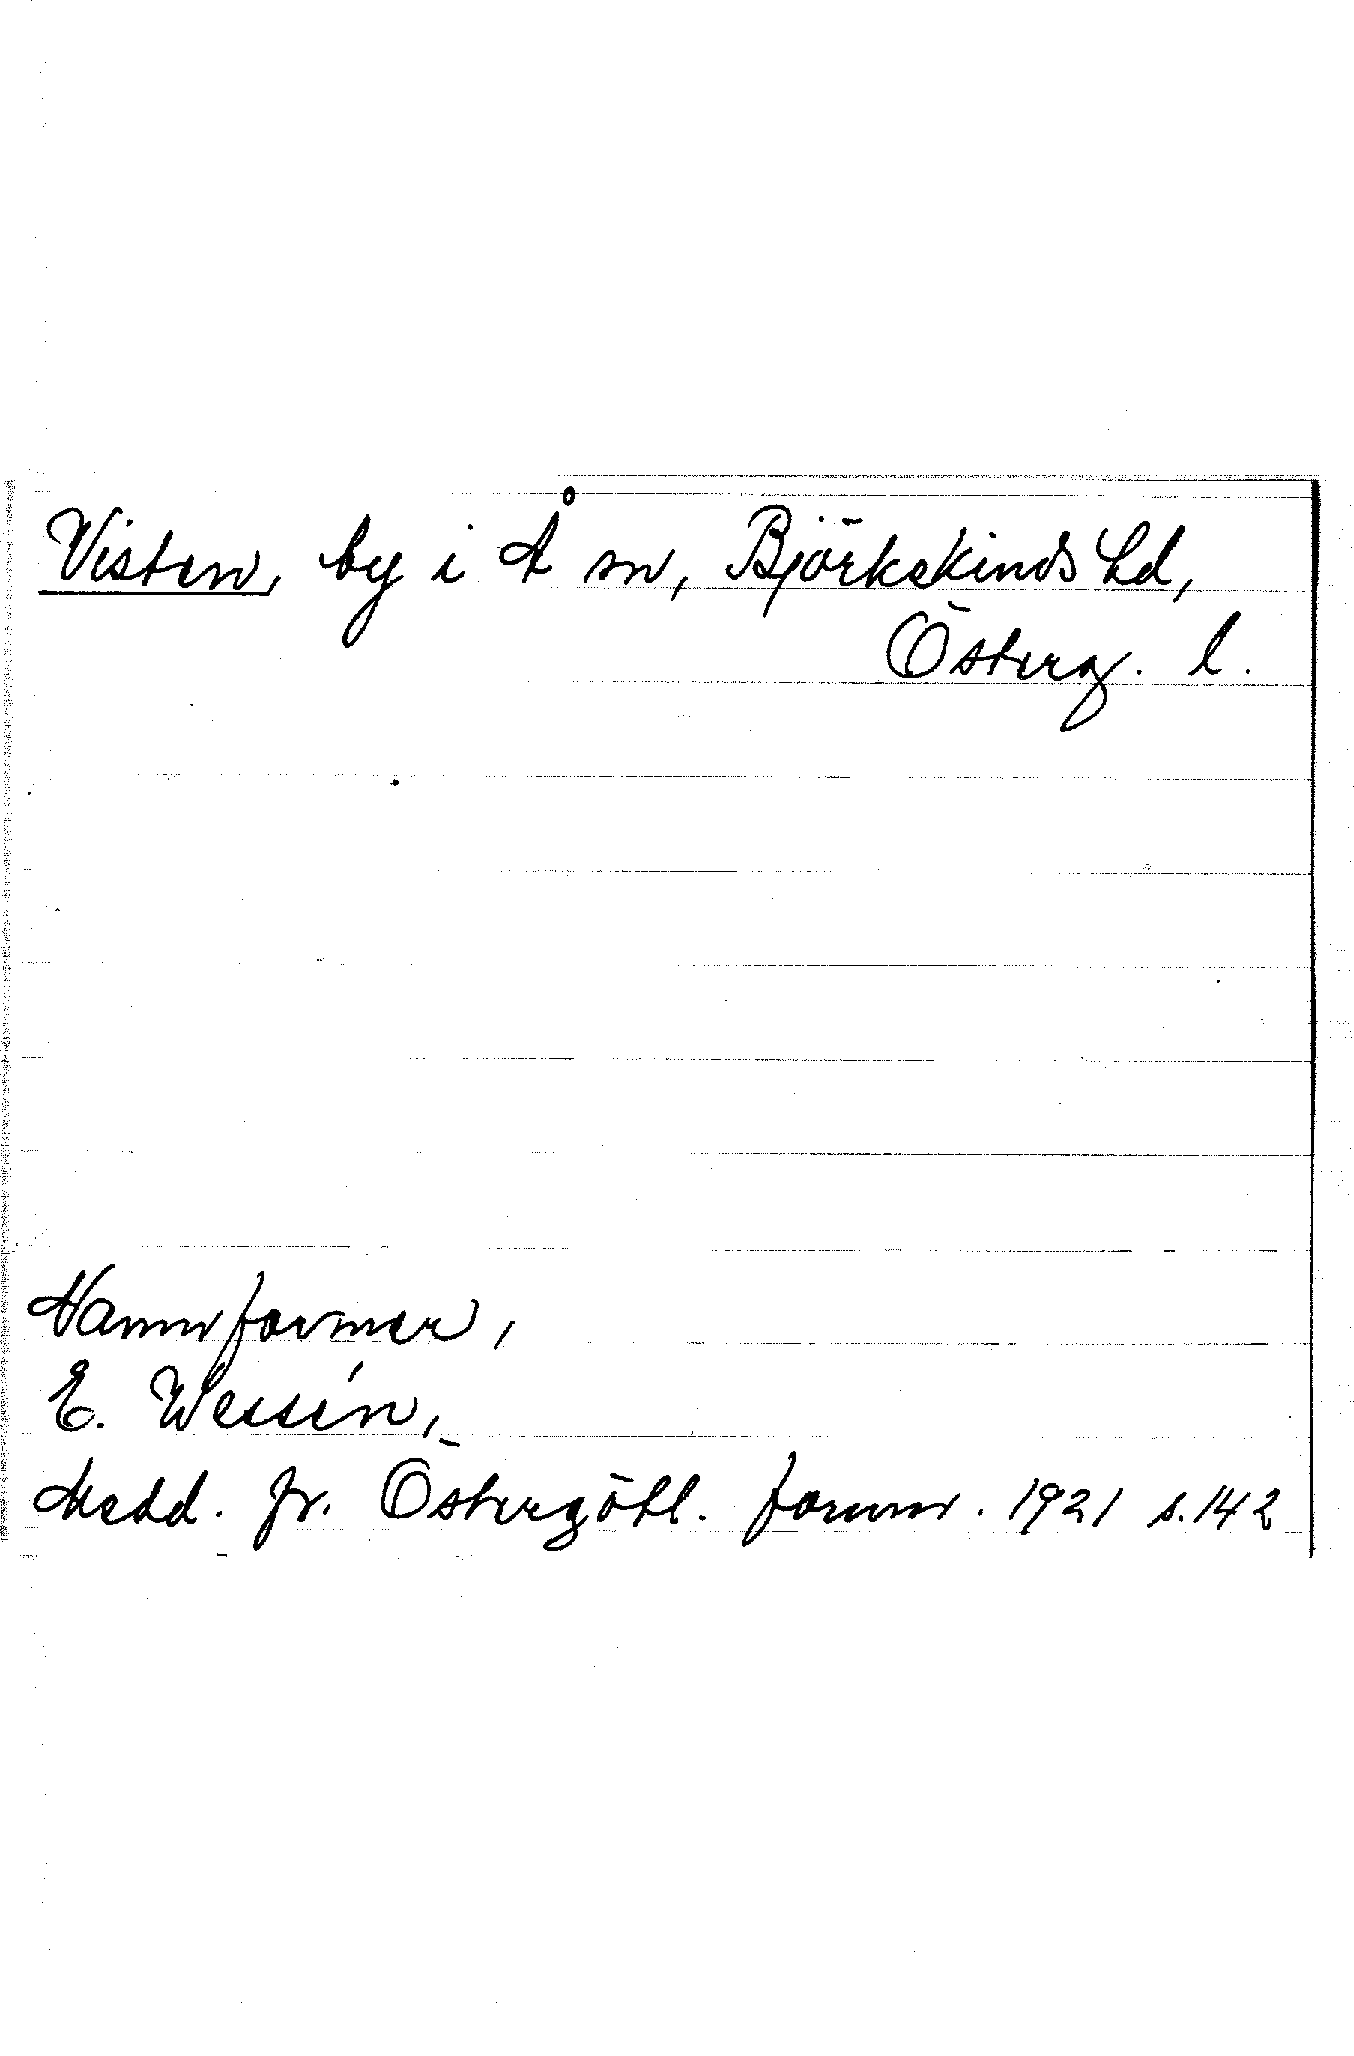 Visten, by i Å sn, Björkekinds hd,
Österg. l.
Namnformer,
E. Wessén,
Medd. fr. Östergötl. fornm. 1921 s. 142